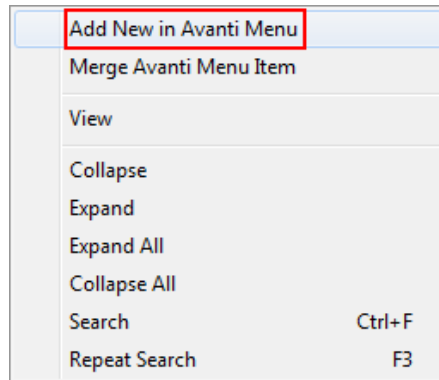 Add New in Avanti Menu
Merge Avanti Menu Item
View
Collapse
Expand
Expand All
Collapse All
Search Ctrl+F
Repeat Search F3